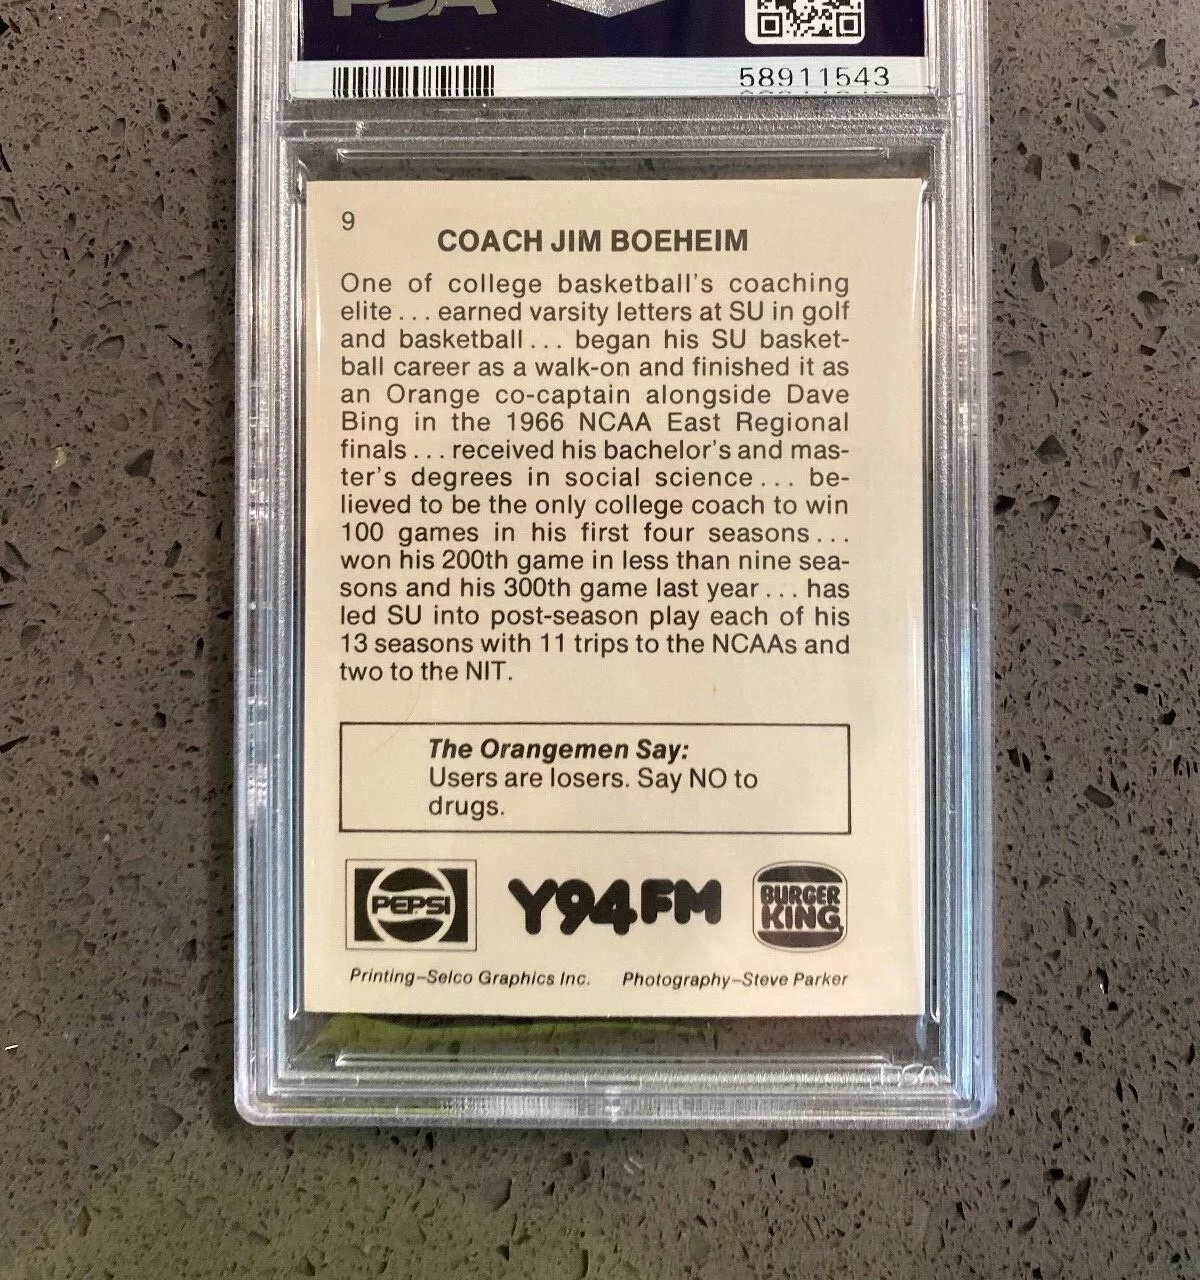 PSA
58911543
9
COACH JIM BOEHEIM
One of college basketball's coaching
elite... earned varsity letters at SU in golf
and basketball... began his SU basket-
ball career as a walk-on and finished it as
an Orange co-captain alongside Dave
Bing in the 1966 NCAA East Regional
finals... received his bachelor's and mas-
ter's degrees in social science... be-
lieved to be the only college coach to win
100 games in his first four seasons...
won his 200th game in less than nine sea-
sons and his 300th game last year... has
led SU into post-season play each of his
13 seasons with 11 trips to the NCAAs and
two to the NIT.
The Orangemen Say:
Users are losers. Say NO to
drugs.
PEPSI Y94FM BURGER KING
Printing–Selco Graphics Inc. Photography–Steve Parker
PSA